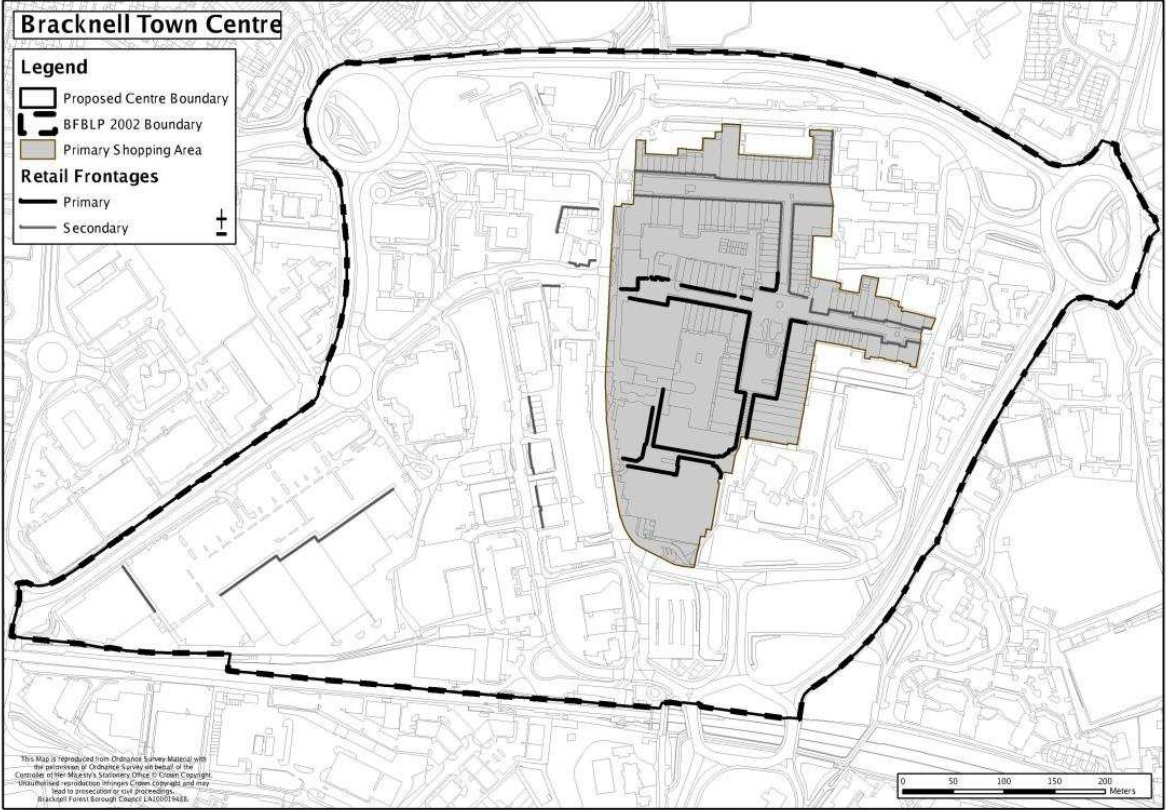 Bracknell Town Centre
Legend
Proposed Centre Boundary
BFBLP 2002 Boundary
Primary Shopping Area
Retail Frontages
Primary
Secondary
This Map is reproduced from Ordnance Survey Material with
the permission of Ordnance Survey on behalf of the
Controller of Her Majesty's Stationery Office © Crown Copyright.
Unauthorised reproduction infringes Crown copyright and may
lead to prosecution or civil proceedings.
Bracknell Forest Borough Council LA100019488.
0 50 100 150 200
Meters